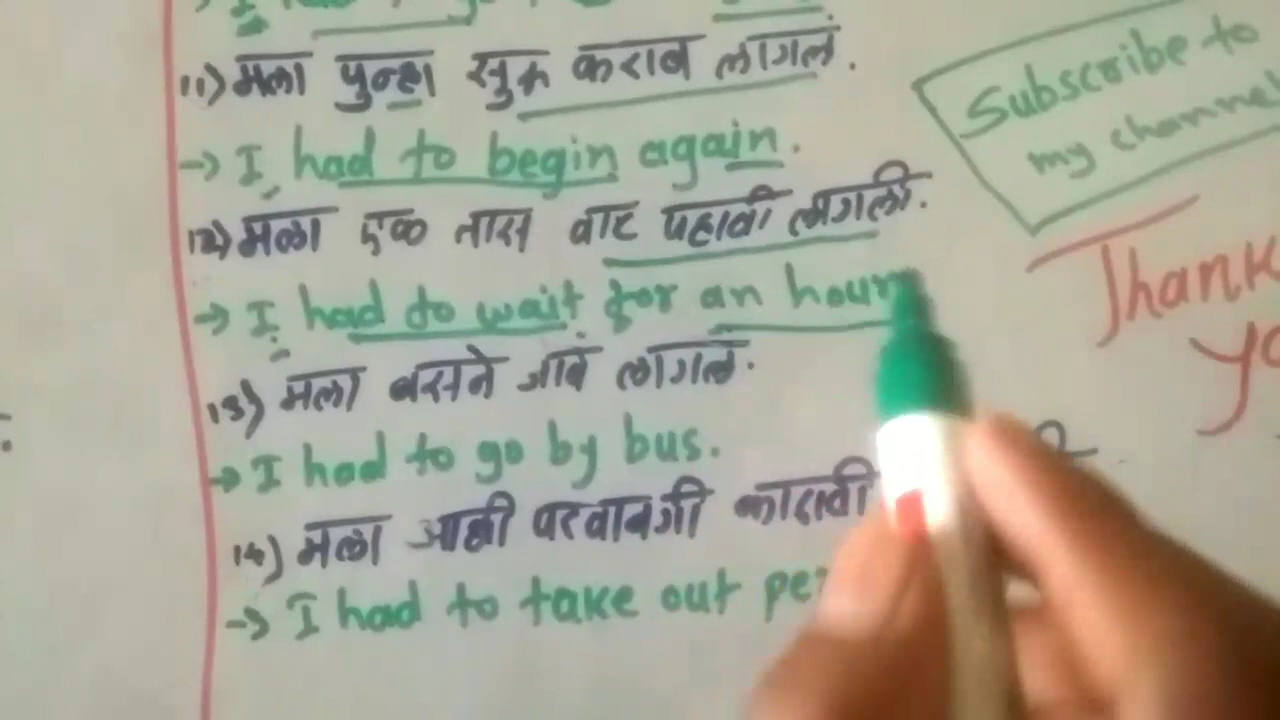 11) मला पुन्हा सुरू कराव लागलं.
→ I had to begin again.
12) मला एक तास वाट पहावी लागली.
→ I had to wait for an hour
13) मला बसने जावं लागलं.
→ I had to go by bus.
14) मला आही परवानगी काढावी
→ I had to take out
Subscribe to
my channel
Thank